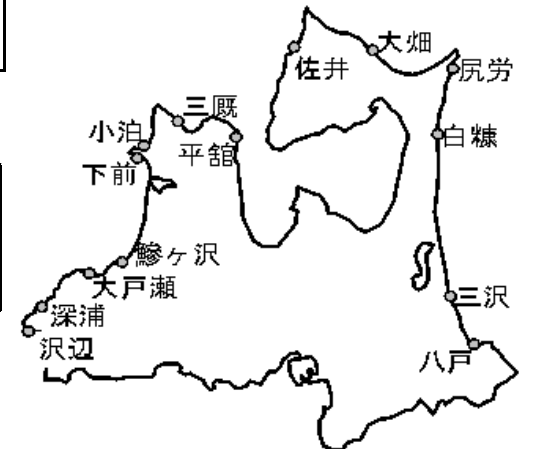 大畑
佐井
尻労
三厩
小泊
平舘
白糠
下前
鰺ヶ沢
大戸瀬
三沢
深浦
沢辺
八戸